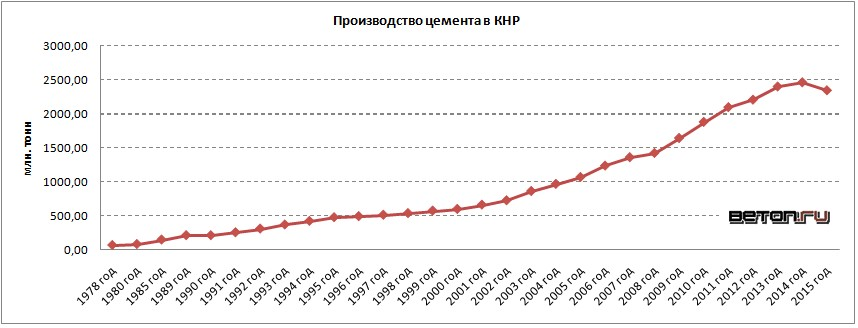 Производство цемента в КНР
млн. тонн
3000,00
2500,00
2000,00
1500,00
1000,00
500,00
0,00
1978 год
1980 год
1985 год
1989 год
1990 год
1991 год
1992 год
1993 год
1994 год
1995 год
1996 год
1997 год
1998 год
1999 год
2000 год
2001 год
2002 год
2003 год
2004 год
2005 год
2006 год
2007 год
2008 год
2009 год
2010 год
2011 год
2012 год
2013 год
2014 год
2015 год
BETON.RU